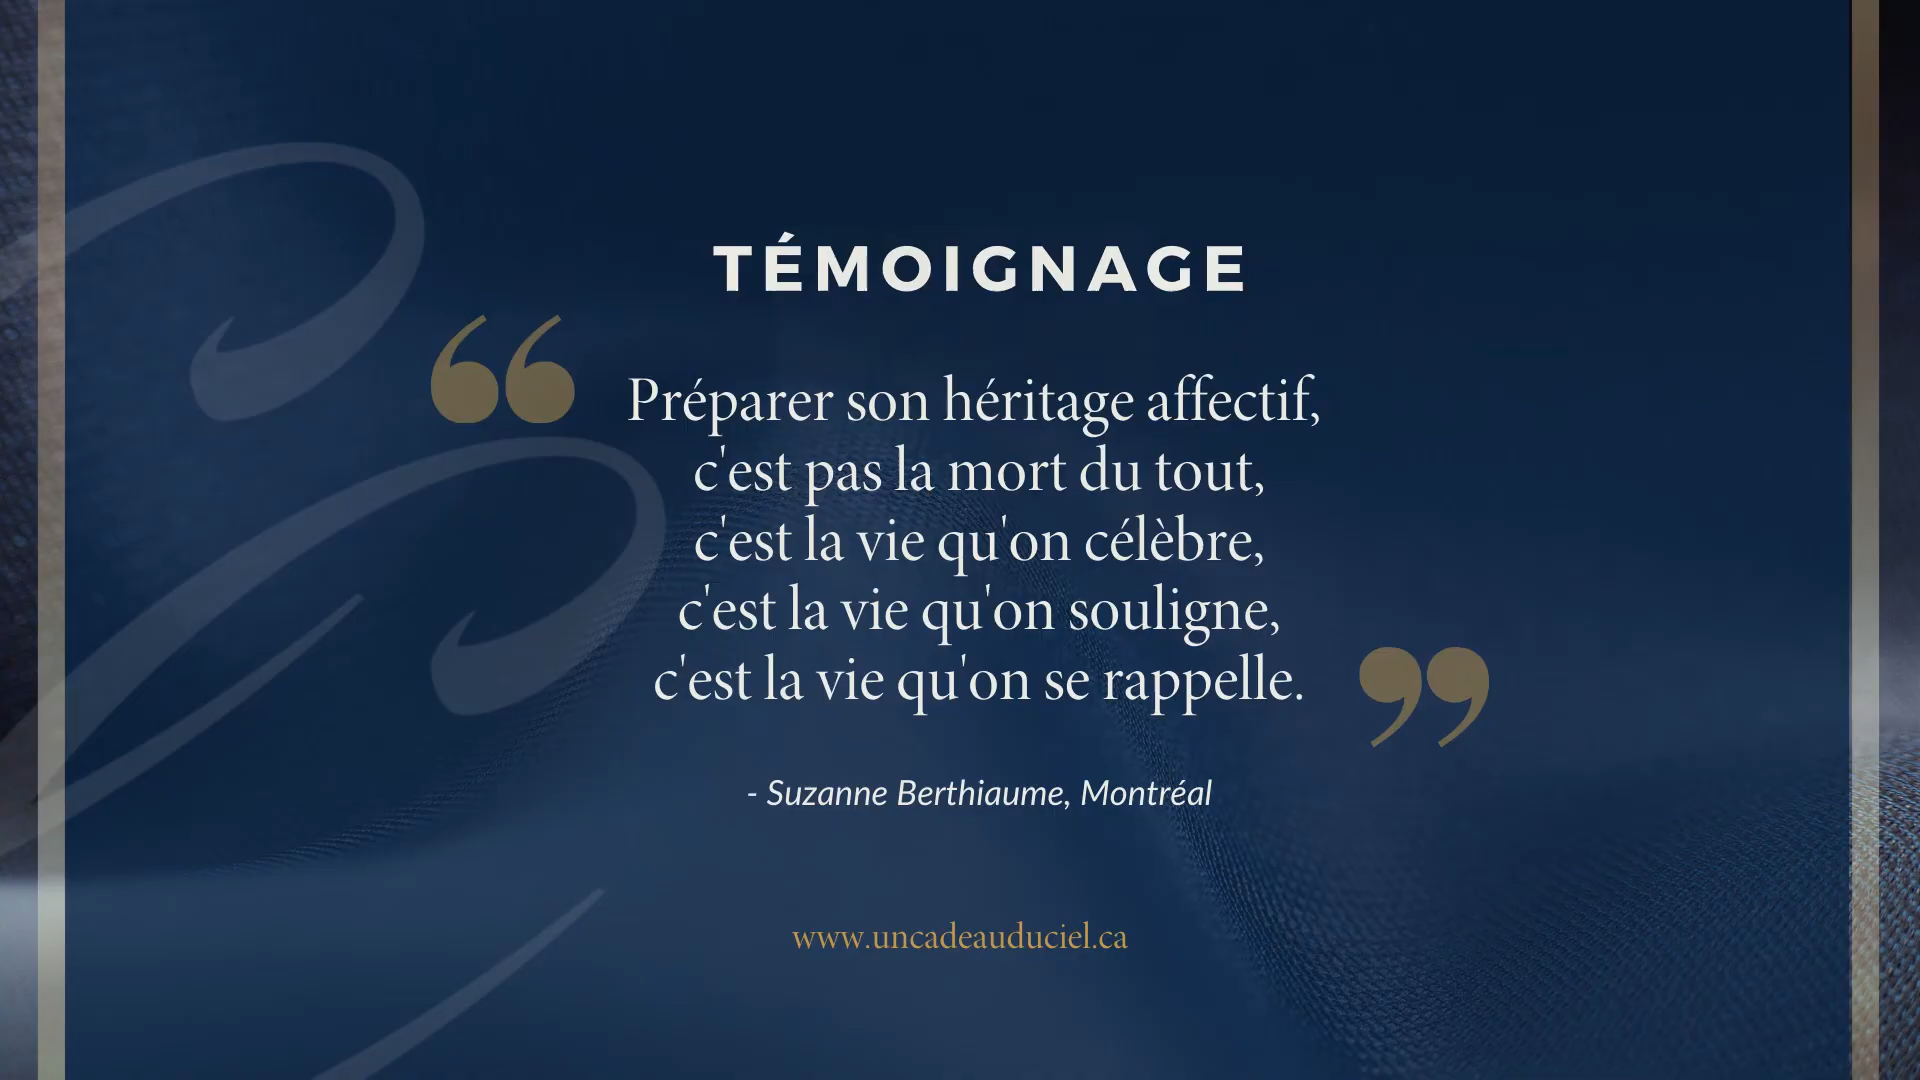 TÉMOIGNAGE
“
Préparer son héritage affectif,
c'est pas la mort du tout,
c'est la vie qu'on célèbre,
c'est la vie qu'on souligne,
c'est la vie qu'on se rappelle.
”
- Suzanne Berthiaume, Montréal
www.uncadeauduciel.ca